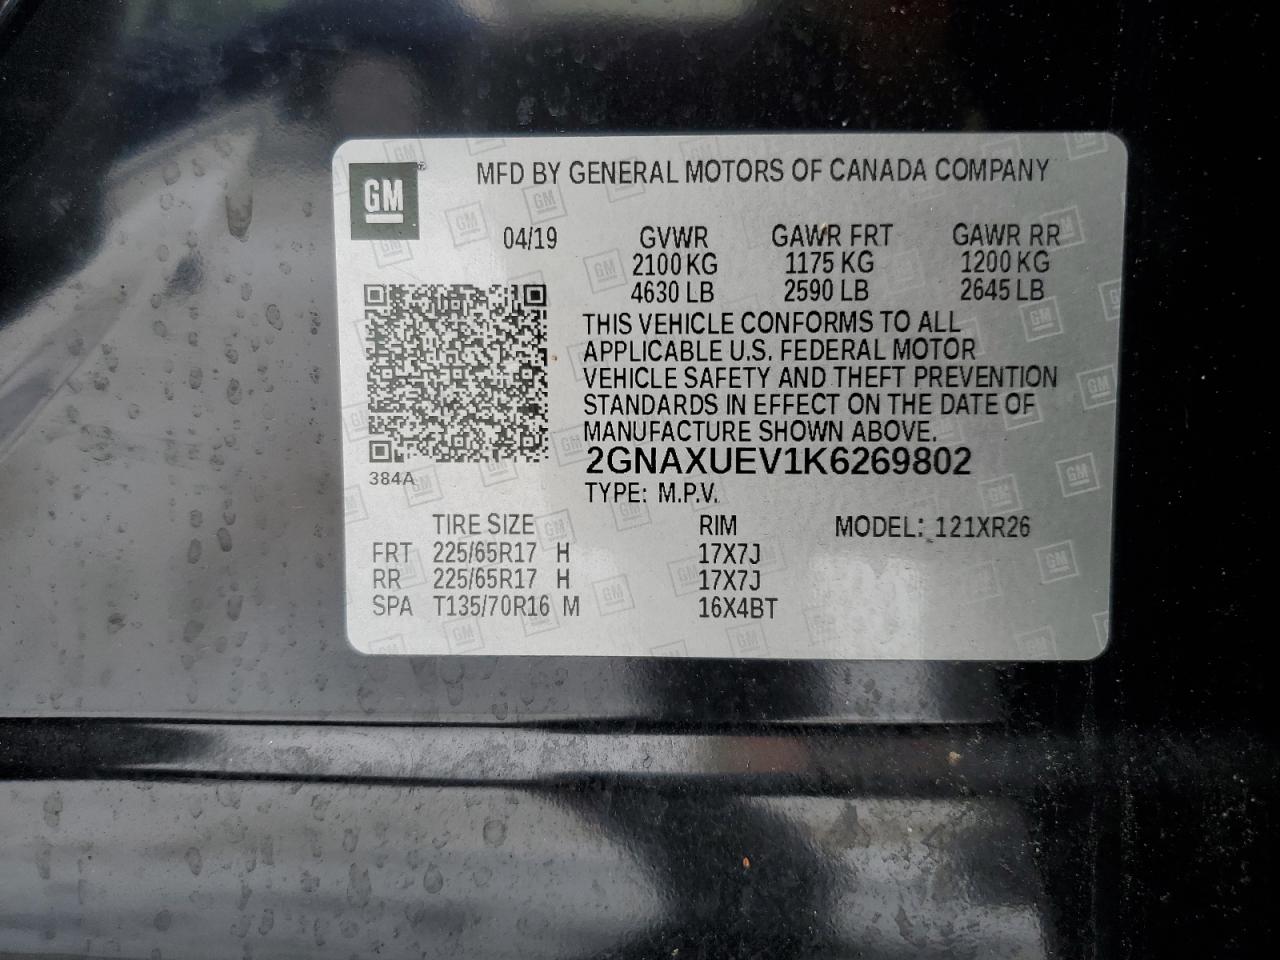 MFD BY GENERAL MOTORS OF CANADA COMPANY
GM
04/19 GVWR GAWR FRT GAWR RR
2100 KG 1175 KG 1200 KG
4630 LB 2590 LB 2645 LB
THIS VEHICLE CONFORMS TO ALL
APPLICABLE U.S. FEDERAL MOTOR
VEHICLE SAFETY AND THEFT PREVENTION
STANDARDS IN EFFECT ON THE DATE OF
MANUFACTURE SHOWN ABOVE.
2GNAXUEV1K6269802
384A
TYPE: M.P.V.
TIRE SIZE RIM MODEL: 121XR26
FRT 225/65R17 H 17X7J
RR 225/65R17 H 17X7J
SPA T135/70R16 M 16X4BT